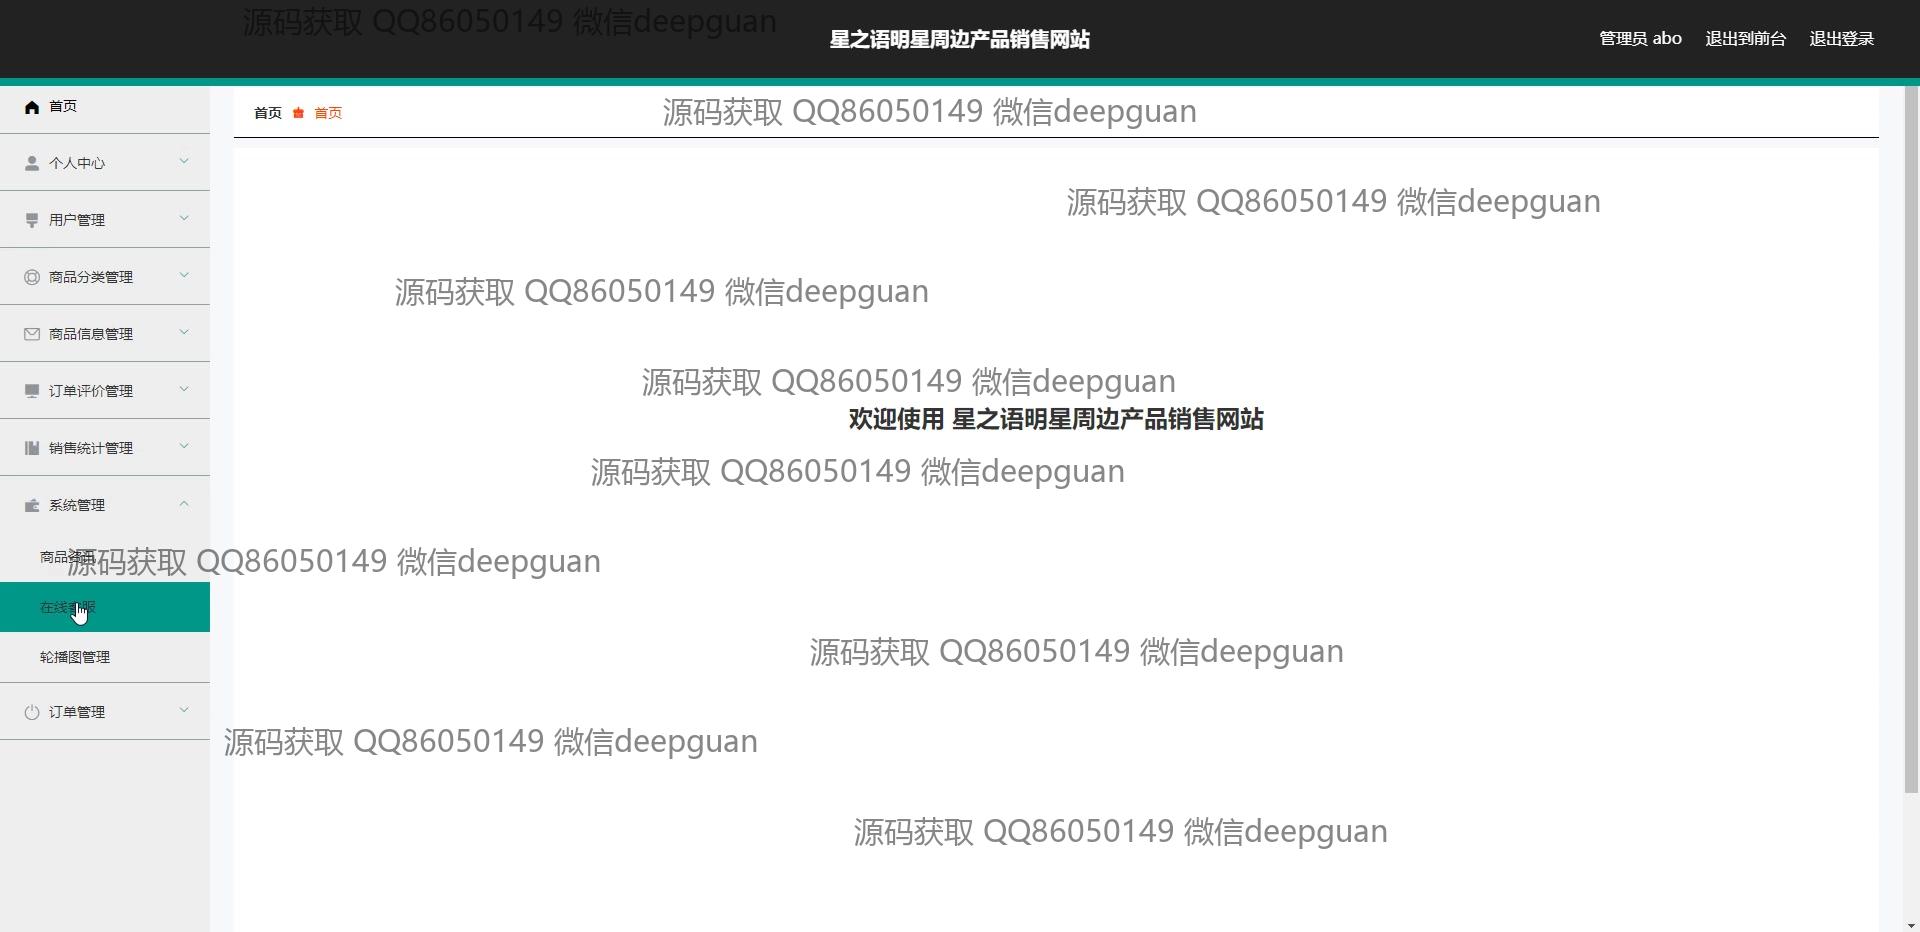 源码获取 QQ86050149 微信deepguan
星之语明星周边产品销售网站
管理员 abo 退出到前台 退出登录
首页
个人中心
用户管理
商品分类管理
商品信息管理
订单评价管理
销售统计管理
系统管理
商品资讯
在线客服
轮播图管理
订单管理
首页 首页
源码获取 QQ86050149 微信deepguan
源码获取 QQ86050149 微信deepguan
源码获取 QQ86050149 微信deepguan
源码获取 QQ86050149 微信deepguan
欢迎使用 星之语明星周边产品销售网站
源码获取 QQ86050149 微信deepguan
源码获取 QQ86050149 微信deepguan
源码获取 QQ86050149 微信deepguan
源码获取 QQ86050149 微信deepguan
源码获取 QQ86050149 微信deepguan